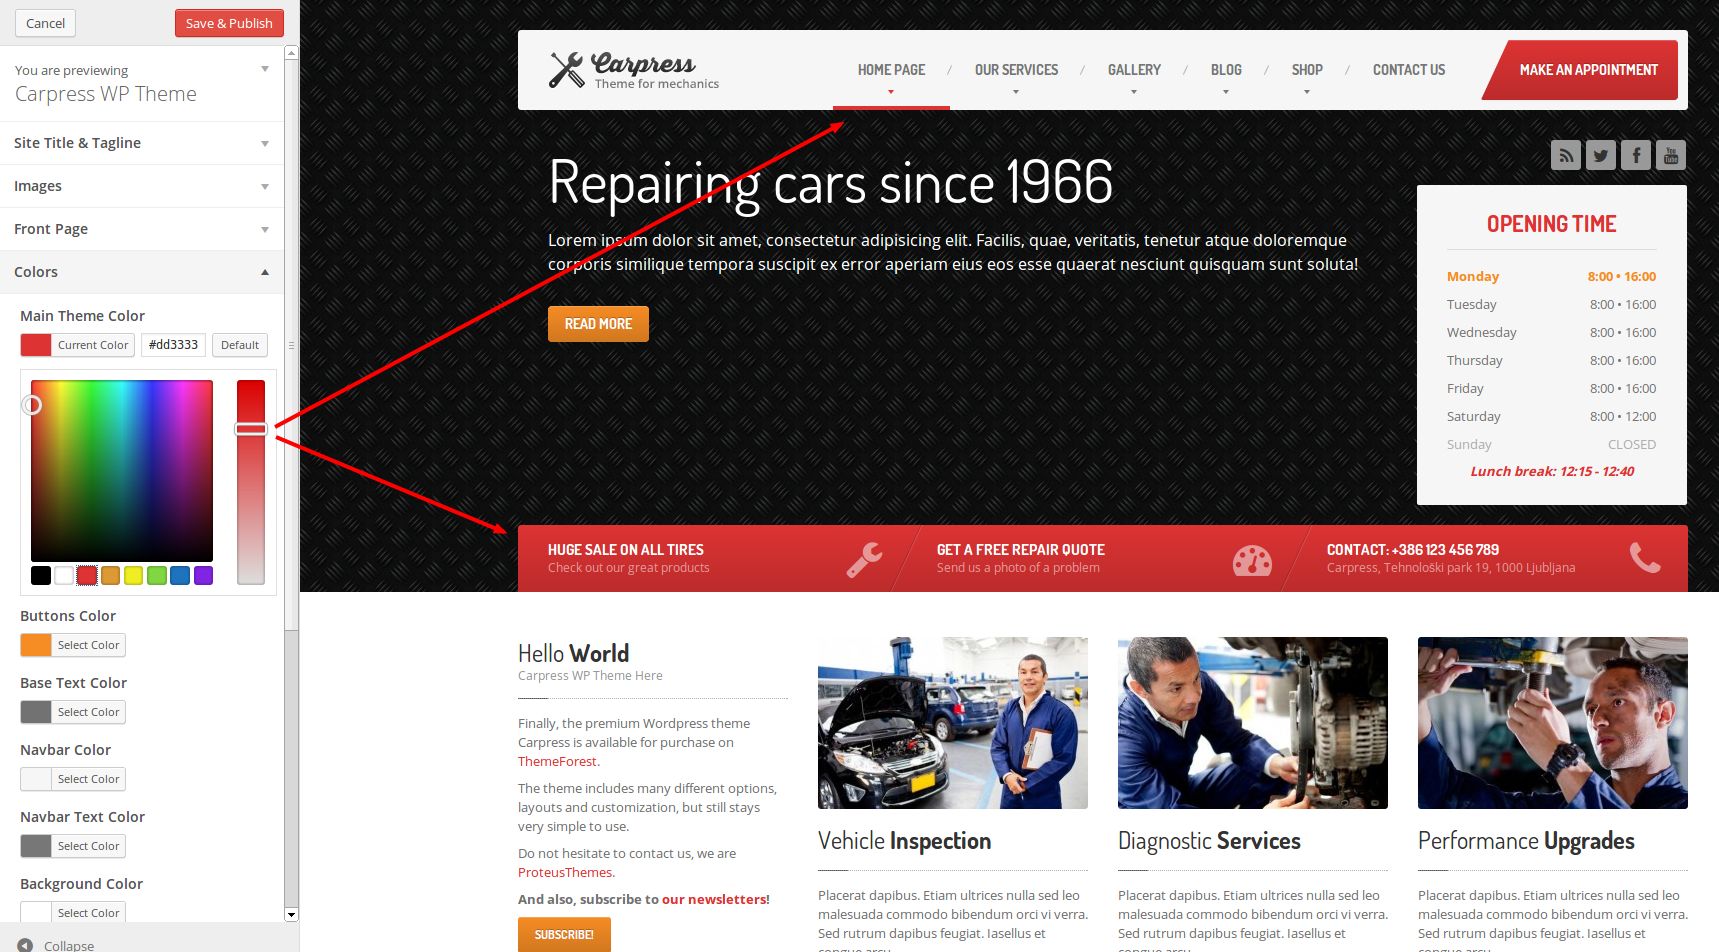 Cancel
Save & Publish
You are previewing
Carpress WP Theme
Site Title & Tagline
Images
Front Page
Colors
Main Theme Color
Current Color
#dd3333
Default
Buttons Color
Select Color
Base Text Color
Select Color
Navbar Color
Select Color
Navbar Text Color
Select Color
Background Color
Select Color
Collapse
Carpress
Theme for mechanics
HOME PAGE / OUR SERVICES / GALLERY / BLOG / SHOP / CONTACT US
MAKE AN APPOINTMENT
You Tube
Repairing cars since 1966
Lorem ipsum dolor sit amet, consectetur adipisicing elit. Facilis, quae, veritatis, tenetur atque doloremque
corporis similique tempora suscipit ex error aperiam eius eos esse quaerat nesciunt quisquam sunt soluta!
READ MORE
OPENING TIME
Monday 8:00 • 16:00
Tuesday 8:00 • 16:00
Wednesday 8:00 • 16:00
Thursday 8:00 • 16:00
Friday 8:00 • 16:00
Saturday 8:00 • 12:00
Sunday CLOSED
Lunch break: 12:15 - 12:40
HUGE SALE ON ALL TIRES
Check out our great products
GET A FREE REPAIR QUOTE
Send us a photo of a problem
CONTACT: +386 123 456 789
Carpress, Tehnološki park 19, 1000 Ljubljana
Hello World
Carpress WP Theme Here
Finally, the premium Wordpress theme
Carpress is available for purchase on
ThemeForest.
The theme includes many different options,
layouts and customization, but still stays
very simple to use.
Do not hesitate to contact us, we are
ProteusThemes.
And also, subscribe to our newsletters!
SUBSCRIBE!
Vehicle Inspection
Placerat dapibus. Etiam ultrices nulla sed leo
malesuada commodo bibendum orci vi verra.
Sed rutrum dapibus feugiat. Iasellus et
congue arcu
Diagnostic Services
Placerat dapibus. Etiam ultrices nulla sed leo
malesuada commodo bibendum orci vi verra.
Sed rutrum dapibus feugiat. Iasellus et
congue arcu
Performance Upgrades
Placerat dapibus. Etiam ultrices nulla sed leo
malesuada commodo bibendum orci vi verra.
Sed rutrum dapibus feugiat. Iasellus et
congue arcu